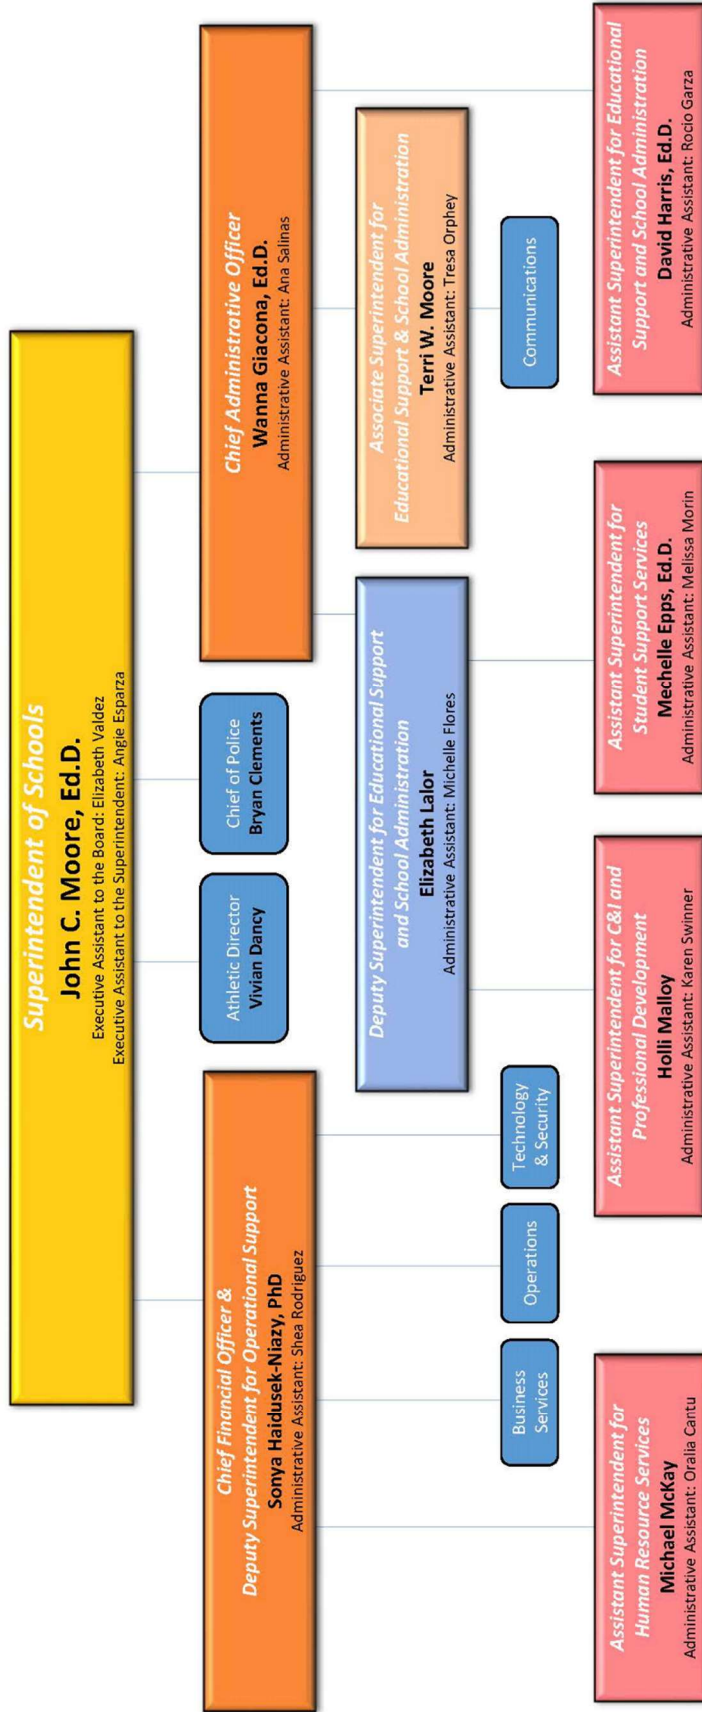 Superintendent of Schools
John C. Moore, Ed.D.
Executive Assistant to the Board: Elizabeth Valdez
Executive Assistant to the Superintendent: Angie Esparza
Chief Financial Officer &
Deputy Superintendent for Operational Support
Sonya Haidusek-Niazy, PhD
Administrative Assistant: Shea Rodriguez
Athletic Director
Vivian Dancy
Chief of Police
Bryan Clements
Chief Administrative Officer
Wanna Giacona, Ed.D.
Administrative Assistant: Ana Salinas
Deputy Superintendent for Educational Support
and School Administration
Elizabeth Lalor
Administrative Assistant: Michelle Flores
Associate Superintendent for
Educational Support & School Administration
Terri W. Moore
Administrative Assistant: Tresa Orphey
Business
Services
Operations
Technology
& Security
Communications
Assistant Superintendent for
Human Resource Services
Michael McKay
Administrative Assistant: Oralia Cantu
Assistant Superintendent for C&I and
Professional Development
Holli Malloy
Administrative Assistant: Karen Swinner
Assistant Superintendent for
Student Support Services
Mechelle Epps, Ed.D.
Administrative Assistant: Melissa Morin
Assistant Superintendent for Educational
Support and School Administration
David Harris, Ed.D.
Administrative Assistant: Rocio Garza